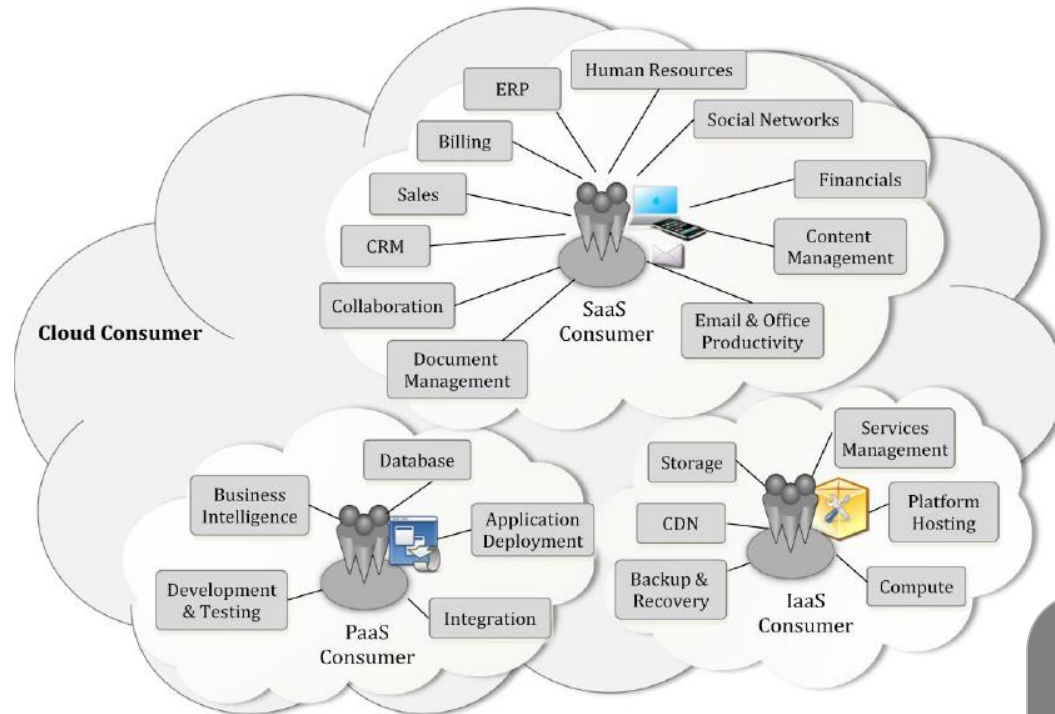 Human Resources
ERP
Social Networks
Billing
Financials
Sales
Content
Management
CRM
Collaboration
SaaS
Consumer
Email & Office
Productivity
Document
Management
Cloud Consumer
Database
Business
Intelligence
Application
Deployment
Development
& Testing
Integration
PaaS
Consumer
Services
Management
Storage
Platform
Hosting
CDN
Backup &
Recovery
Compute
IaaS
Consumer